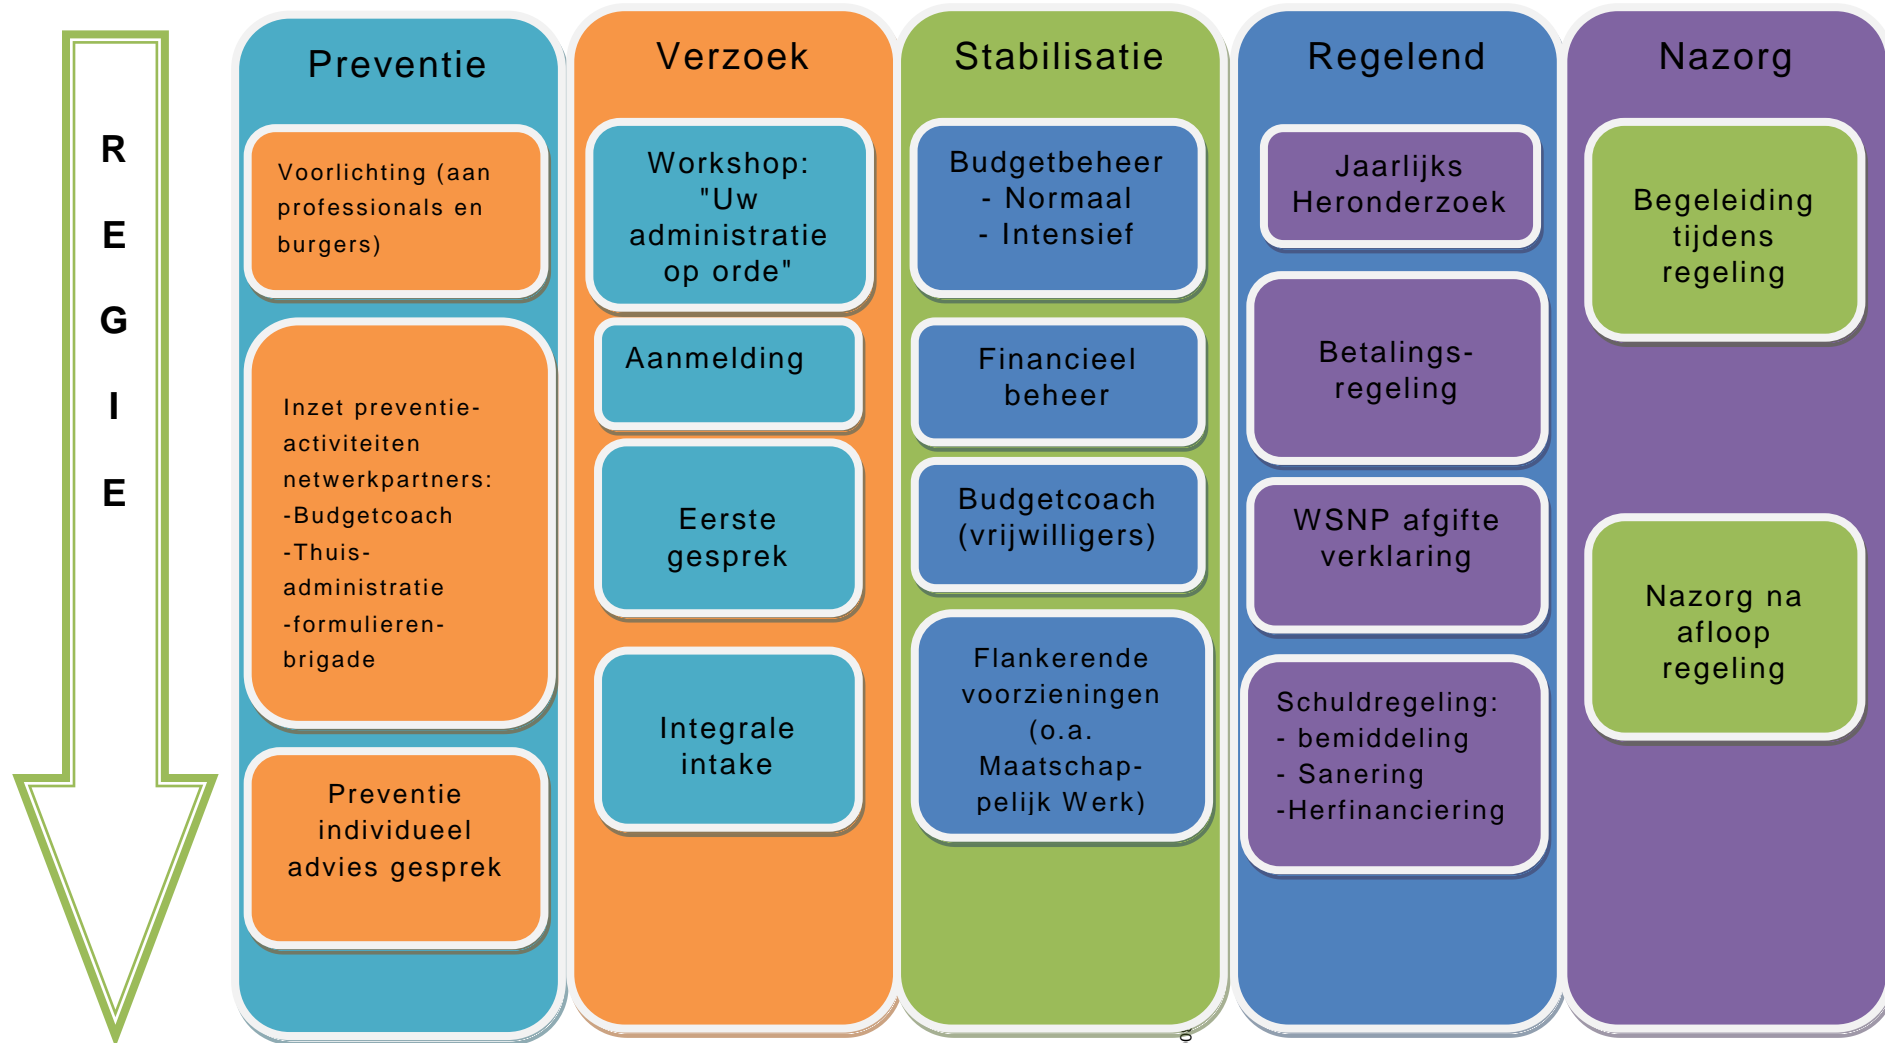 R
E
G
I
E
Preventie
Voorlichting (aan
professionals en
burgers)
Inzet preventie-
activiteiten
netwerkpartners:
-Budgetcoach
-Thuis-
administratie
-formulieren-
brigade
Preventie
individueel
advies gesprek
Verzoek
Workshop:
"Uw
administratie
op orde"
Aanmelding
Eerste
gesprek
Integrale
intake
Stabilisatie
Budgetbeheer
- Normaal
- Intensief
Financieel
beheer
Budgetcoach
(vrijwilligers)
Flankerende
voorzieningen
(o.a.
Maatschap-
pelijk Werk)
Regelend
Jaarlijks
Heronderzoek
Betalings-
regeling
WSNP afgifte
verklaring
Schuldregeling:
- bemiddeling
- Sanering
-Herfinanciering
Nazorg
Begeleiding
tijdens
regeling
Nazorg na
afloop
regeling